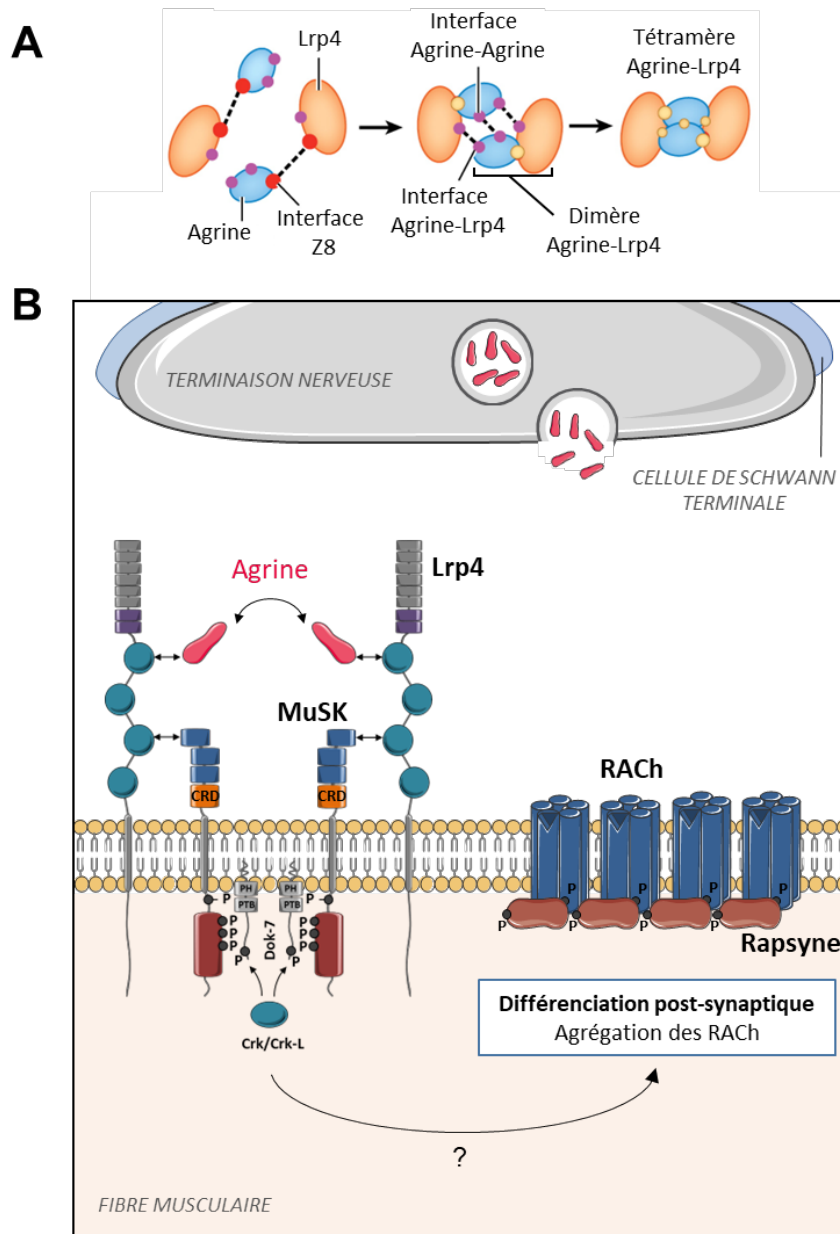 A
Lrp4
Interface
Agrine-Agrine
Tétramère
Agrine-Lrp4
Agrine
Interface
Z8
Interface
Agrine-Lrp4
Dimère
Agrine-Lrp4
B
TERMINAISON NERVEUSE
CELLULE DE SCHWANN
TERMINALE
Agrine
Lrp4
MuSK
CRD
CRD
RACh
PH
PTB
PH
PTB
P
P
P
P
P
Dok-7
P
P
P
P
P
Crk/Crk-L
P
P
P
P
P
Rapsyne
Différenciation post-synaptique
Agrégation des RACh
?
FIBRE MUSCULAIRE